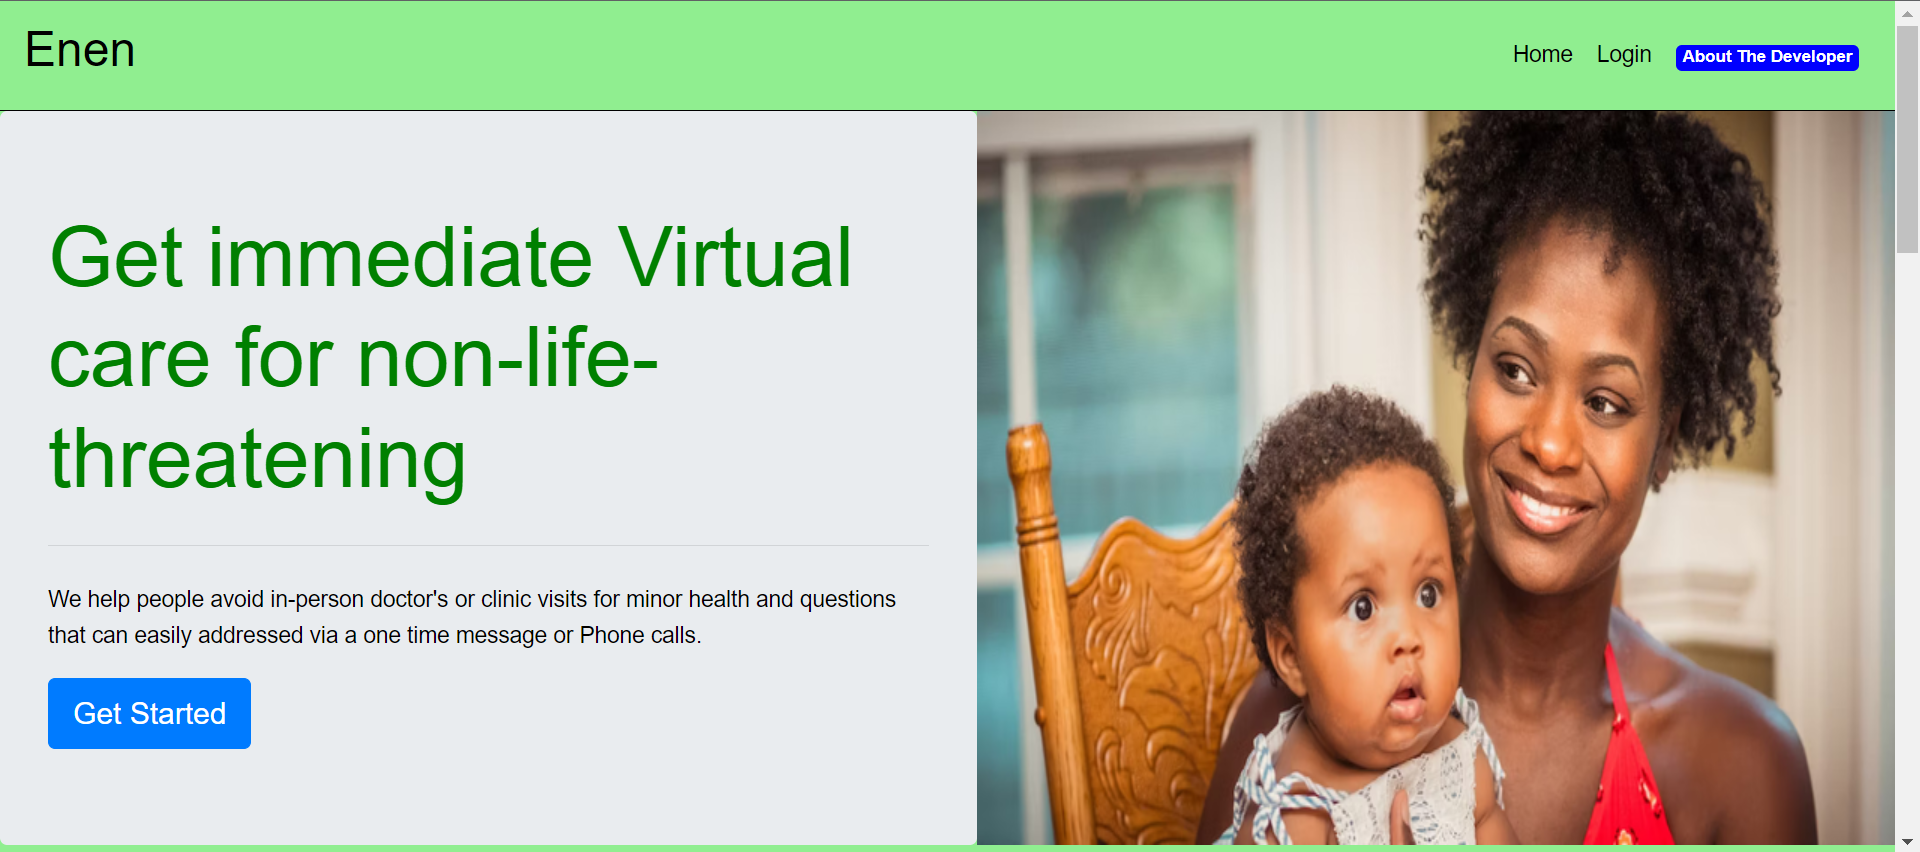 Enen
Home Login About The Developer
Get immediate Virtual
care for non-life-
threatening
We help people avoid in-person doctor's or clinic visits for minor health and questions
that can easily addressed via a one time message or Phone calls.
Get Started